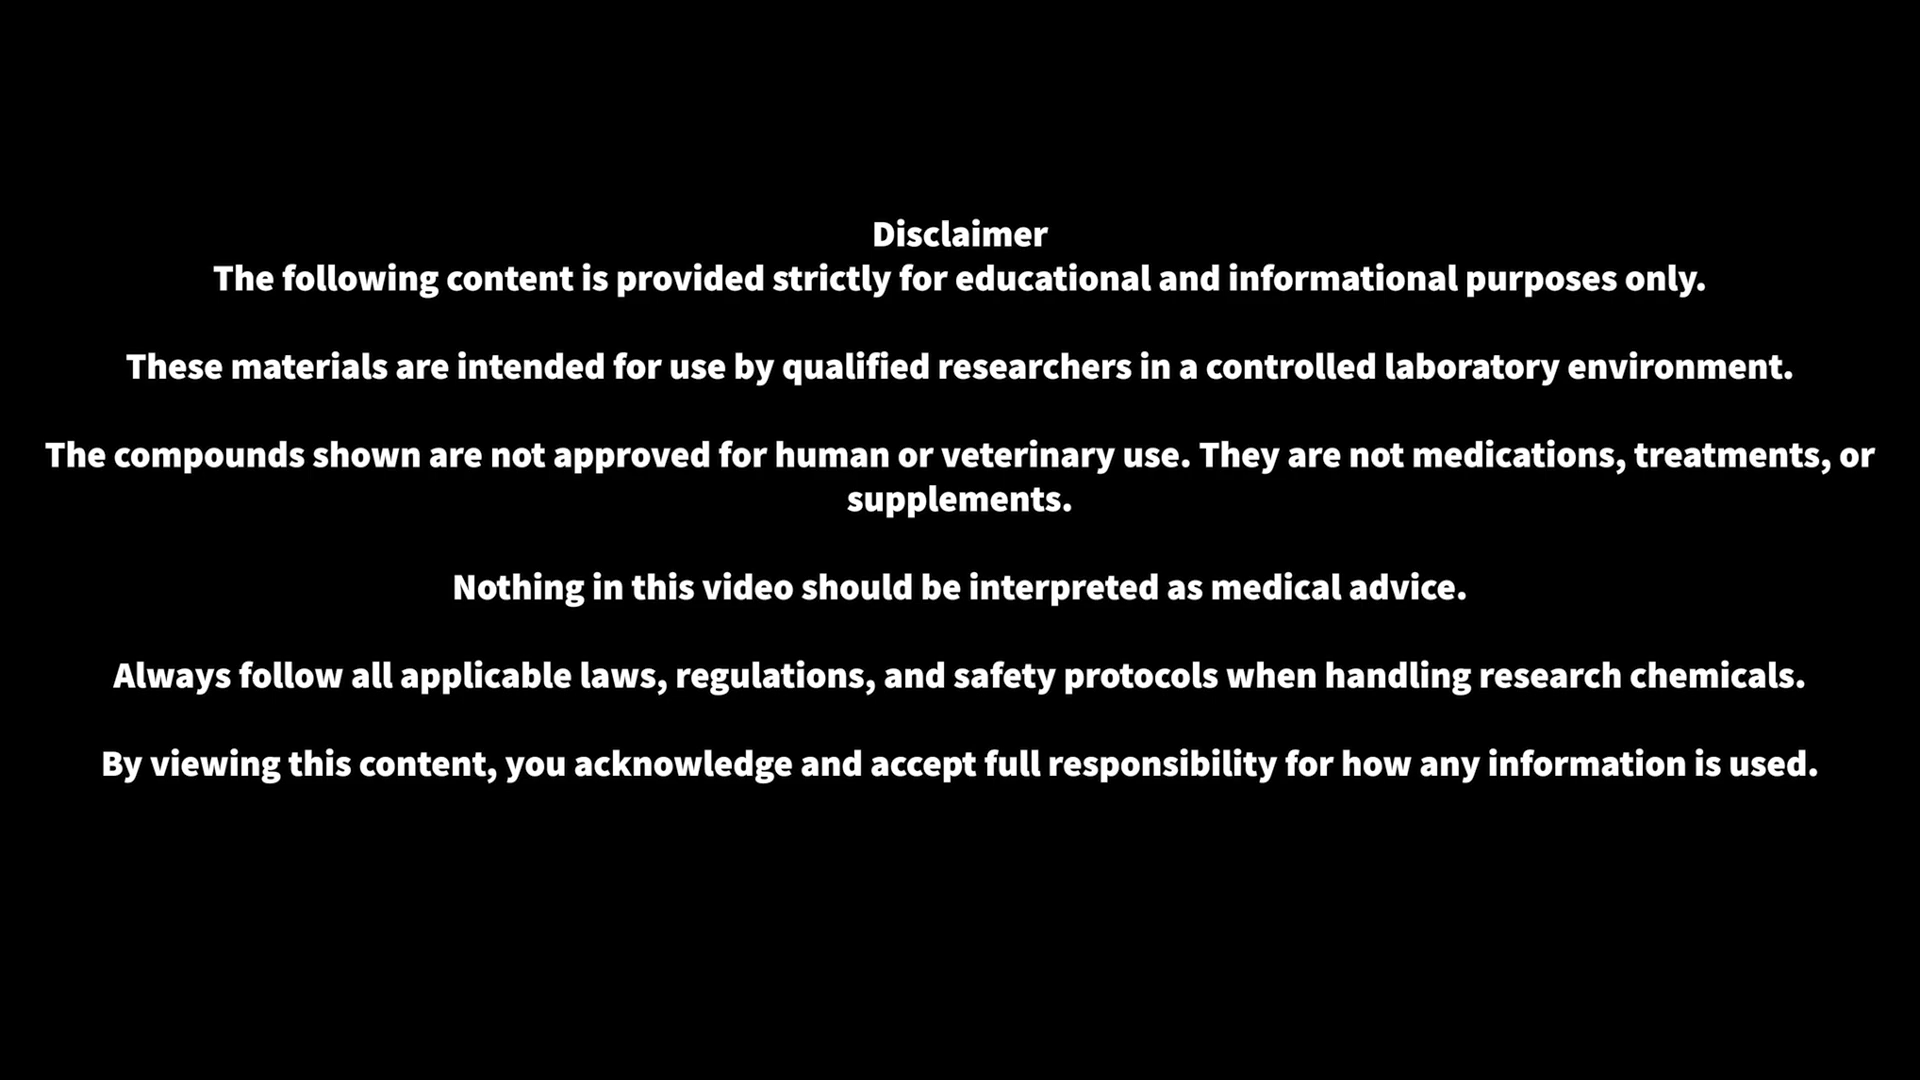 Disclaimer
The following content is provided strictly for educational and informational purposes only.
These materials are intended for use by qualified researchers in a controlled laboratory environment.
The compounds shown are not approved for human or veterinary use. They are not medications, treatments, or
supplements.
Nothing in this video should be interpreted as medical advice.
Always follow all applicable laws, regulations, and safety protocols when handling research chemicals.
By viewing this content, you acknowledge and accept full responsibility for how any information is used.